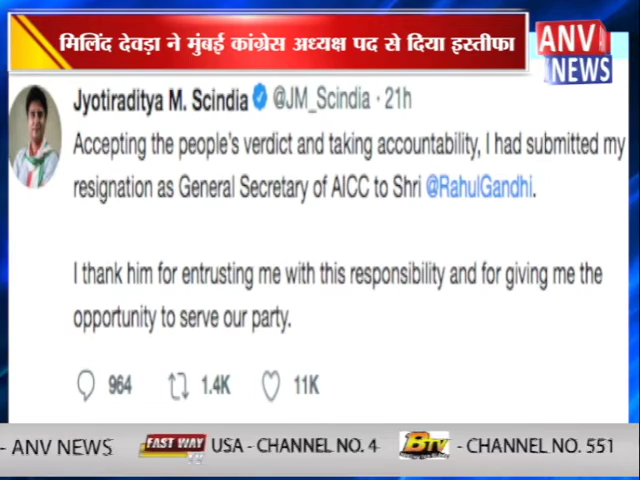 मिलिंद देवड़ा ने मुंबई कांग्रेस अध्यक्ष पद से दिया इस्तीफा
ANV
NEWS
Jyotiraditya M. Scindia @JM_Scindia · 21h
Accepting the people's verdict and taking accountability, I had submitted my
resignation as General Secretary of AICC to Shri @RahulGandhi.
I thank him for entrusting me with this responsibility and for giving me the
opportunity to serve our party.
964 1.4K 11K
- ANV NEWS FAST WAY USA - CHANNEL NO. 4 BTV - CHANNEL NO. 551